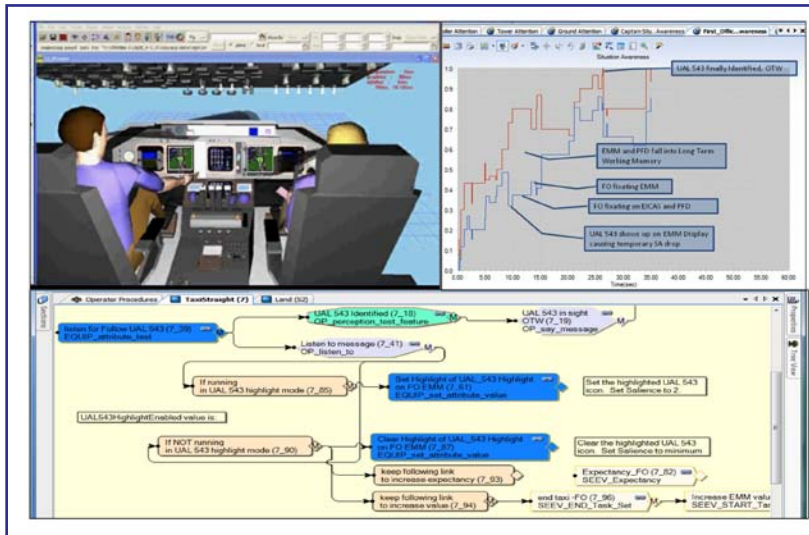 ller Attention
Tower Attention
Ground Attention
Captain Situ...Awareness
First_Offic...wareness
Situation Awareness
UAL 543 finally Identified, OTW
EMM and PFD fall into Long Term
Working Memory
FO fixating EMM
FO fixating on EICAS and PFD
UAL 543 shows up on EMM Display
causing temporary SA drop
1.0
0.9
0.8
0.7
0.6
0.5
0.4
0.3
0.2
0.1
0.0
0.00
5.00
10.00
15.00
20.00
25.00
30.00
35.00
40.00
45.00
50.00
55.00
60.00
Time(sec)
Sections
Operator Procedures
TaxiStraight (7)
Land (52)
Properties
Tree View
listen for Follow UAL 543 (7_39)
EQUIP_attribute_test
UAL 543 Identified (7_18)
OP_perception_test_feature
UAL 543 in sight
OTW (7_19)
OP_say_message
Listen to message (7_41)
OP_listen_to
If running
in UAL 543 highlight mode (7_85)
Set Highlight of UAL_543 Highlight
on FO EMM (7_61)
EQUIP_set_attribute_value
Set the highlighted UAL 543
icon. Set Salience to 2.
UAL543HighlightEnabled value is:
If NOT running
in UAL 543 highlight mode (7_90)
Clear Highlight of UAL_543 Highlight
on FO EMM (7_87)
EQUIP_set_attribute_value
Clear the highlighted UAL 543
icon. Set Salience to minimum
keep following link
to increase expectancy (7_93)
Expectancy_FO (7_82)
SEEV_Expectancy
keep following link
to increase value (7_94)
end taxi -FO (7_96)
SEEV_END_Task_Set
Increase EMM valu
SEEV_START_Tas